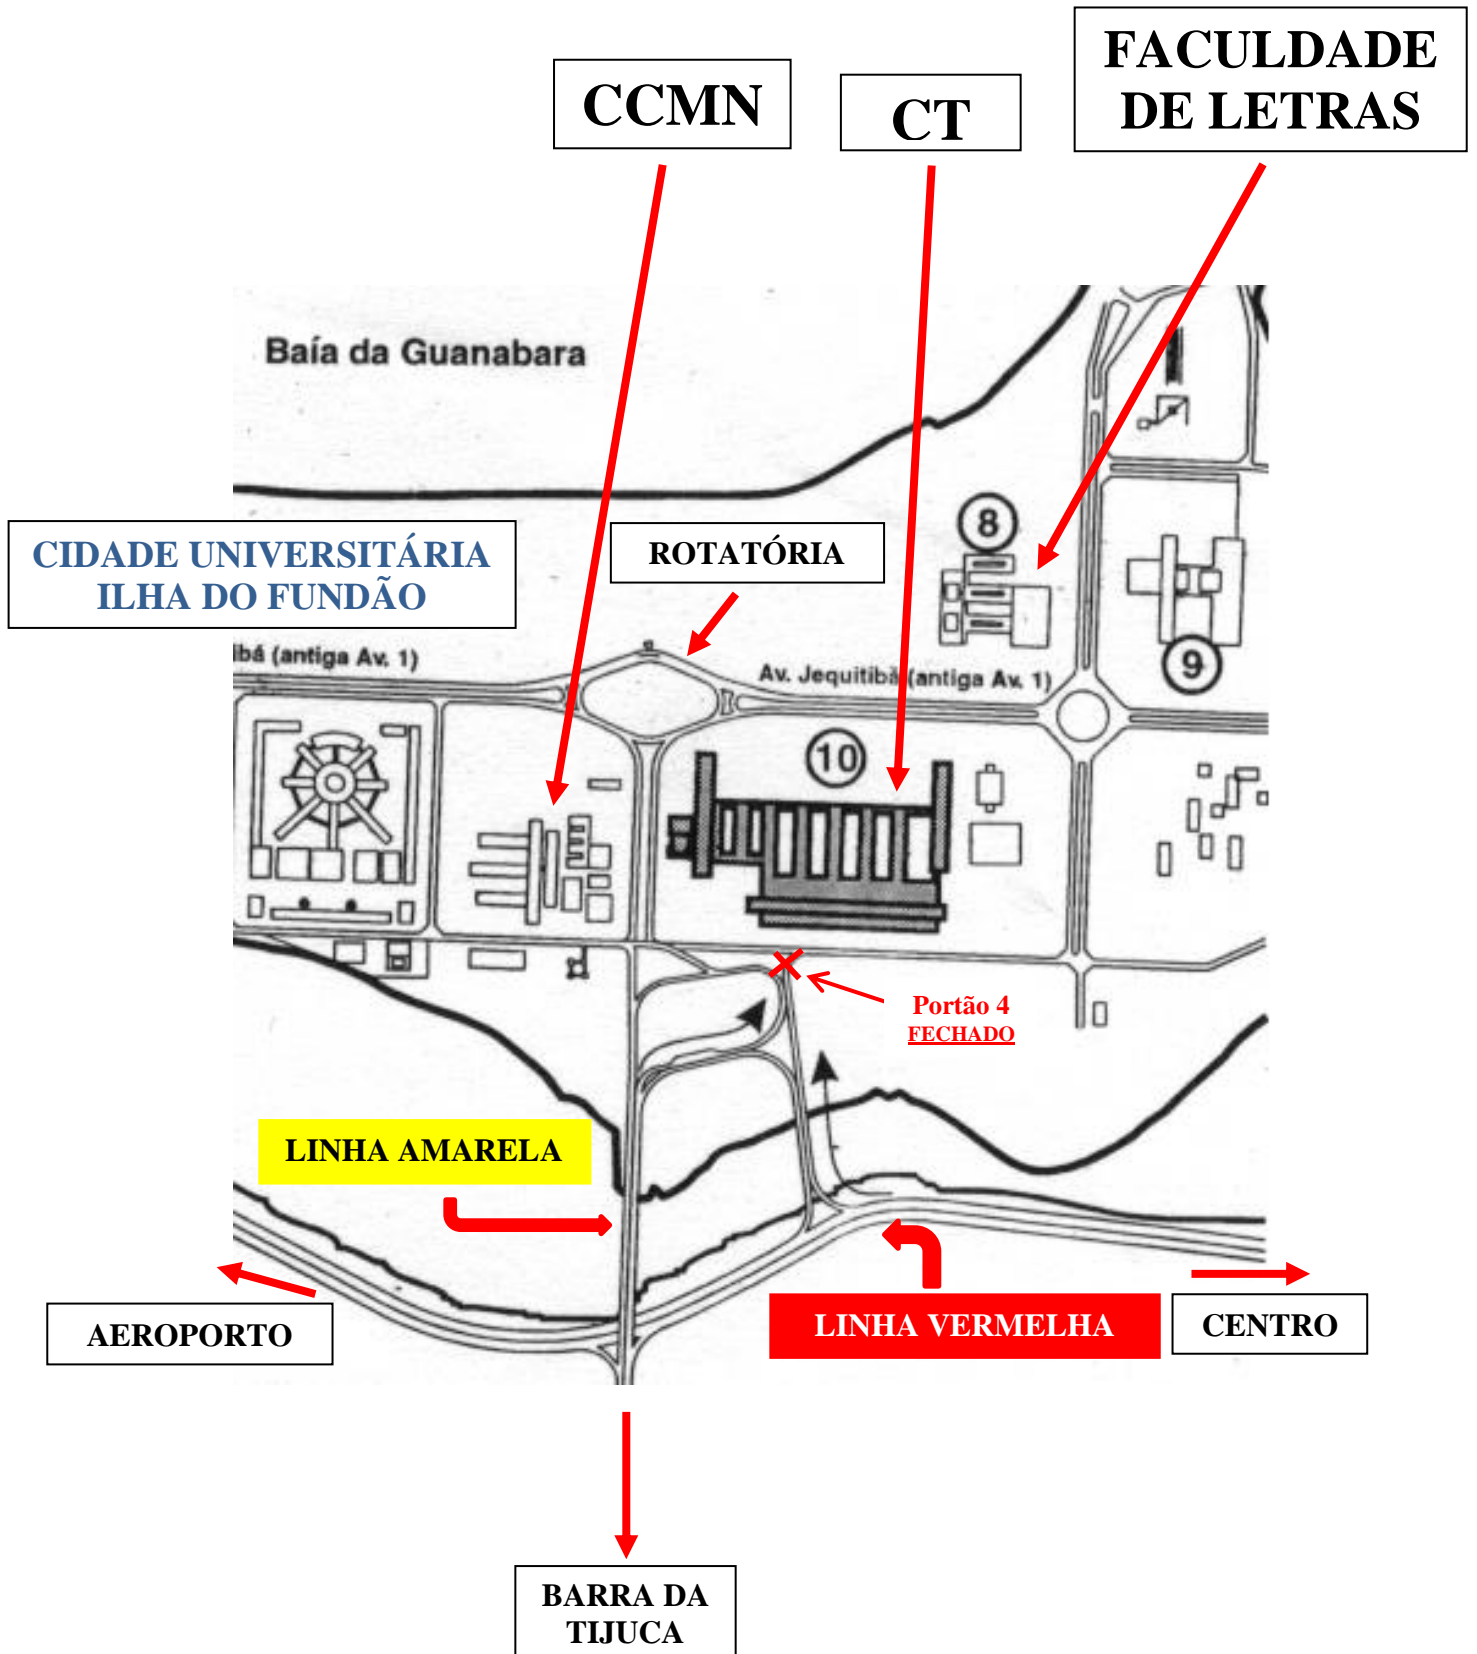 FACULDADE
DE LETRAS
CCMN
CT
Baía da Guanabara
8
CIDADE UNIVERSITÁRIA
ILHA DO FUNDÃO
ROTATÓRIA
ibá (antiga Av. 1)
Av. Jequitibá (antiga Av. 1)
9
10
Portão 4
FECHADO
LINHA AMARELA
AEROPORTO
LINHA VERMELHA
CENTRO
BARRA DA
TIJUCA